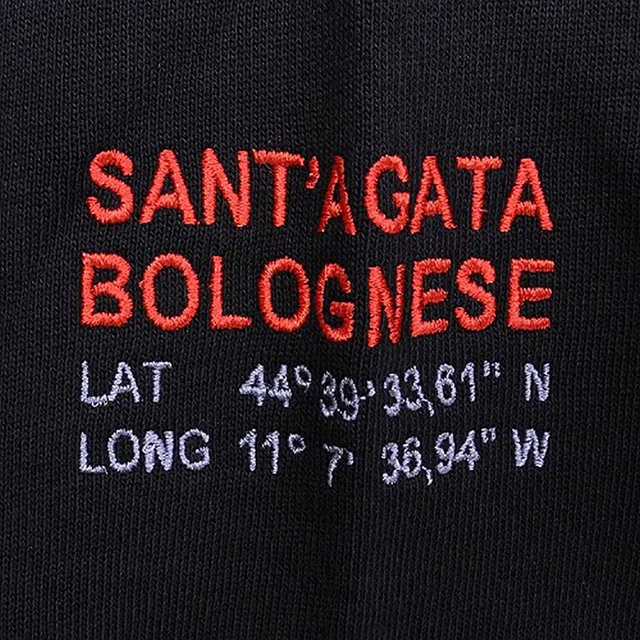 SANT'AGATA
BOLOGNESE
LAT 44° 39' 33,61" N
LONG 11° 7' 36,94" W